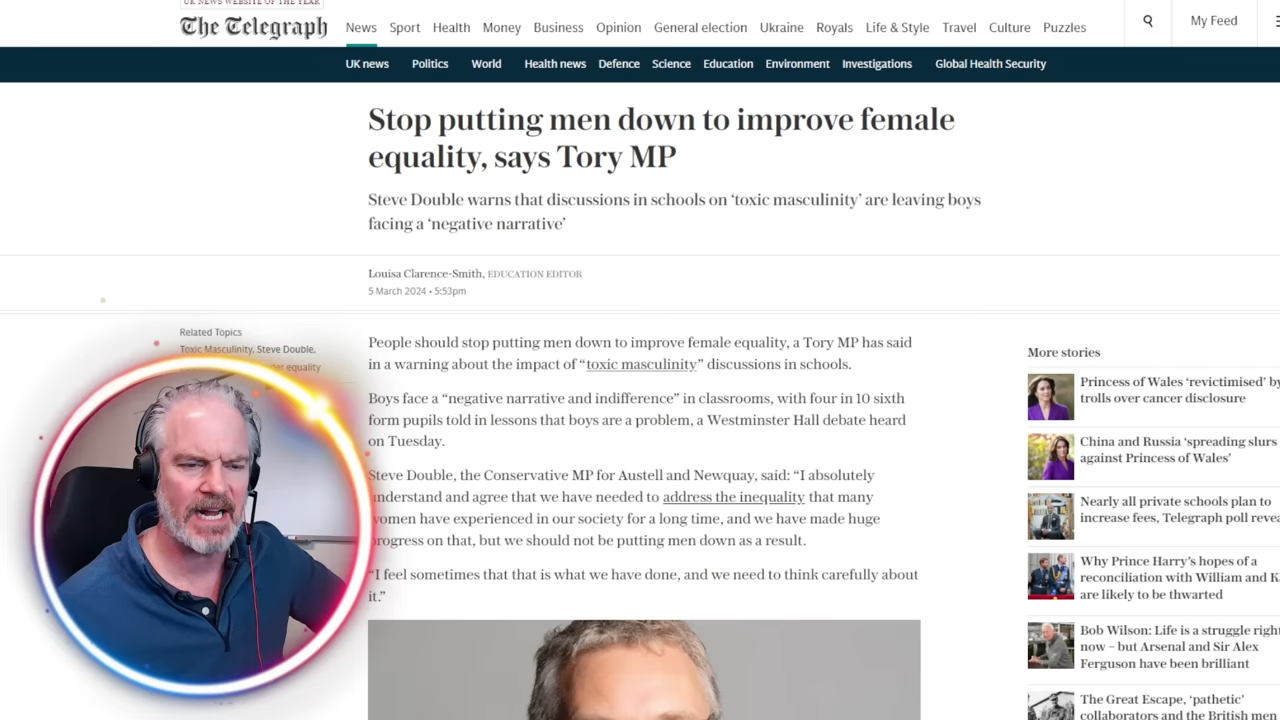 UK NEWS WEBSITE OF THE YEAR
The Telegraph
News Sport Health Money Business Opinion General election Ukraine Royals Life & Style Travel Culture Puzzles
My Feed
UK news Politics World Health news Defence Science Education Environment Investigations Global Health Security
Stop putting men down to improve female
equality, says Tory MP
Steve Double warns that discussions in schools on ‘toxic masculinity’ are leaving boys
facing a ‘negative narrative’
Louisa Clarence-Smith, EDUCATION EDITOR
5 March 2024 • 5:53pm
Related Topics
Toxic Masculinity, Steve Double,
equality
People should stop putting men down to improve female equality, a Tory MP has said
in a warning about the impact of “toxic masculinity” discussions in schools.
Boys face a “negative narrative and indifference” in classrooms, with four in 10 sixth
form pupils told in lessons that boys are a problem, a Westminster Hall debate heard
on Tuesday.
Steve Double, the Conservative MP for Austell and Newquay, said: “I absolutely
understand and agree that we have needed to address the inequality that many
women have experienced in our society for a long time, and we have made huge
progress on that, but we should not be putting men down as a result.
“I feel sometimes that that is what we have done, and we need to think carefully about
it.”
More stories
Princess of Wales ‘revictimised’ by
trolls over cancer disclosure
China and Russia ‘spreading slurs
against Princess of Wales’
Nearly all private schools plan to
increase fees, Telegraph poll revea
Why Prince Harry’s hopes of a
reconciliation with William and K
are likely to be thwarted
Bob Wilson: Life is a struggle right
now – but Arsenal and Sir Alex
Ferguson have been brilliant
The Great Escape, ‘pathetic’
collaborators and the British men